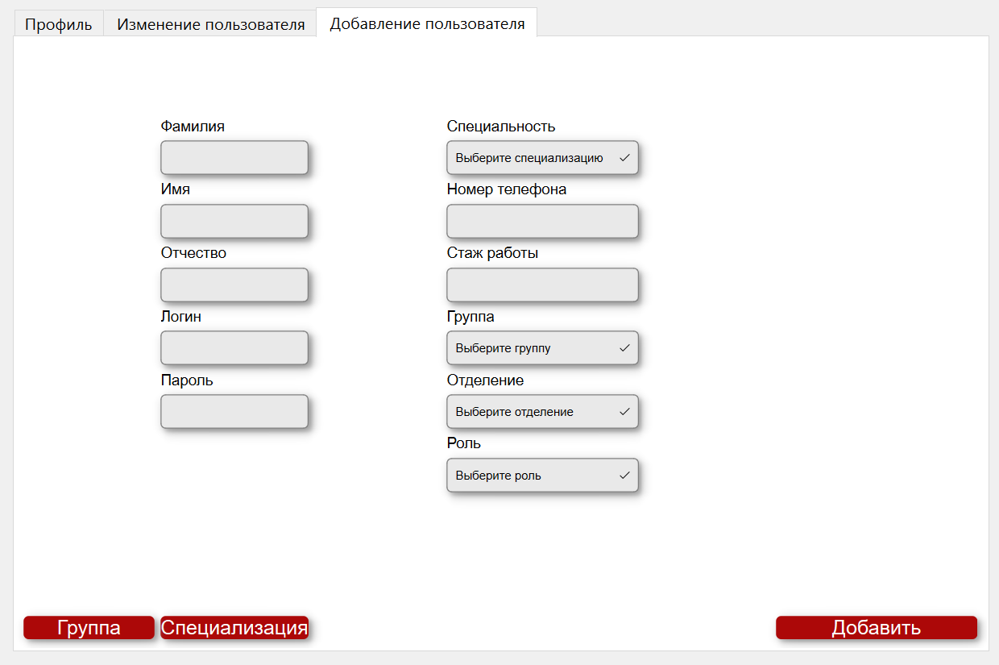 Профиль
Изменение пользователя
Добавление пользователя
Фамилия
Имя
Отчество
Логин
Пароль
Специальность
Выберите специализацию
Номер телефона
Стаж работы
Группа
Выберите группу
Отделение
Выберите отделение
Роль
Выберите роль
Группа
Специализация
Добавить